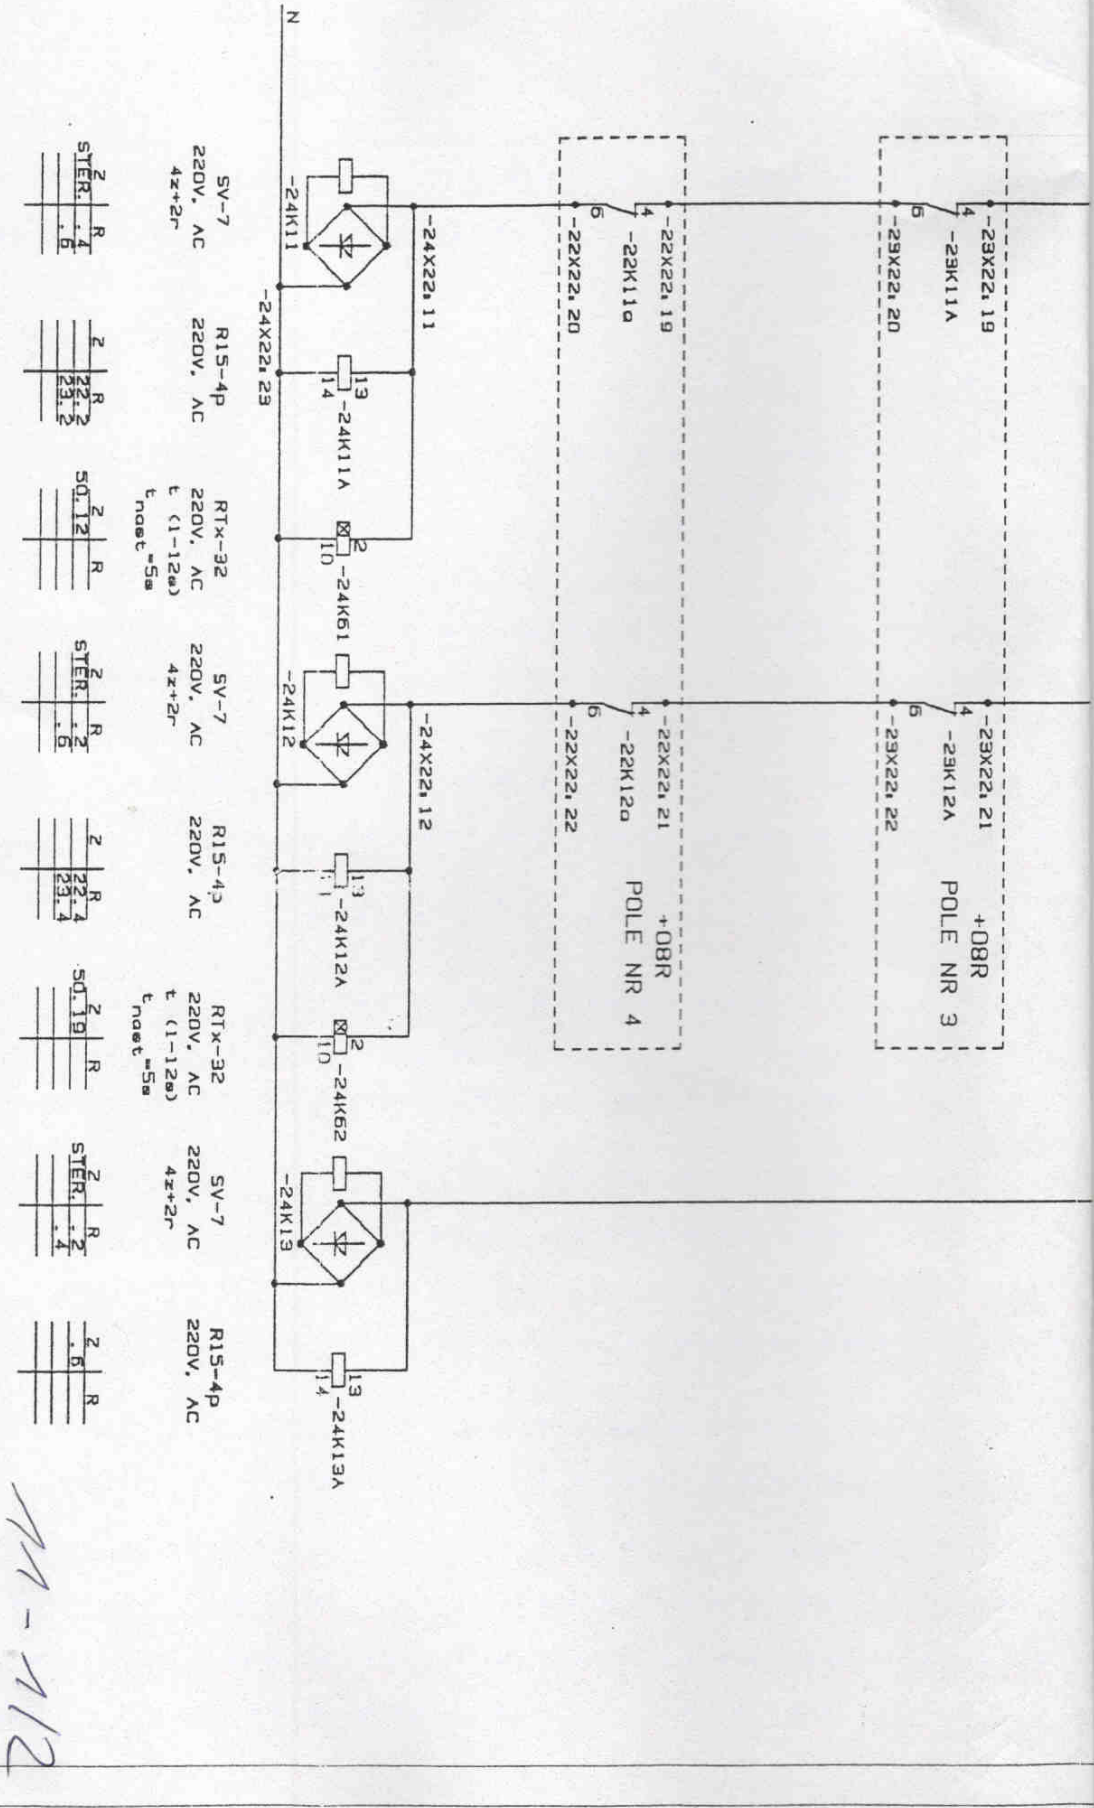 -23X22, 19
4
-23K11A
6
-23X22, 20
-23X22, 21
4
-23K12A
6
-23X22, 22
+08R
POLE NR 3
-22X22, 19
4
-22K11a
6
-22X22, 20
-22X22, 21
4
-22K12a
6
-22X22, 22
+08R
POLE NR 4
-24X22, 11
-24X22, 12
13
14
-24K11A
2
10
-24K61
13
-24K12A
2
10
-24K62
13
14
-24K13A
-24K11
-24K12
-24K13
N
-24X22, 23
SV-7
220V, AC
4z+2r
R15-4p
220V, AC
RTx-32
220V, AC
t (1-12s)
t nast=5s
SV-7
220V, AC
4z+2r
R15-4p
220V, AC
RTx-32
220V, AC
t (1-12s)
t nast=5s
SV-7
220V, AC
4z+2r
R15-4p
220V, AC
Z R
STER. .4
.6
Z R
22.2
23.2
Z R
50.12
Z R
STER. .2
.6
Z R
22.4
23.4
Z R
50.19
Z R
STER. .2
.4
Z R
.6
11-1/2